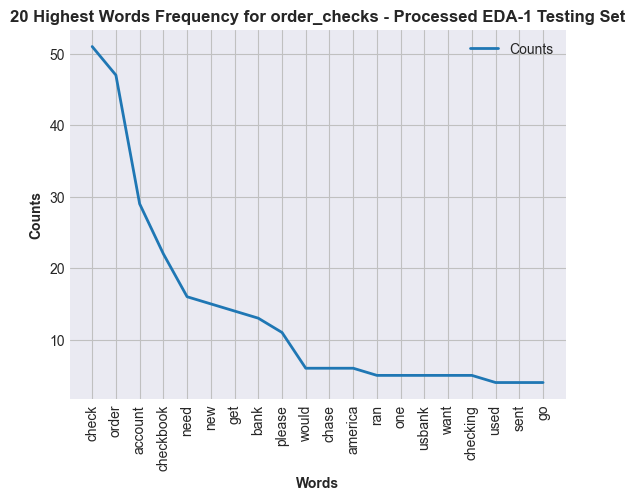 20 Highest Words Frequency for order_checks - Processed EDA-1 Testing Set
Counts
50
40
30
20
10
Counts
check
order
account
checkbook
need
new
get
bank
please
would
chase
america
ran
one
usbank
want
checking
used
sent
go
Words